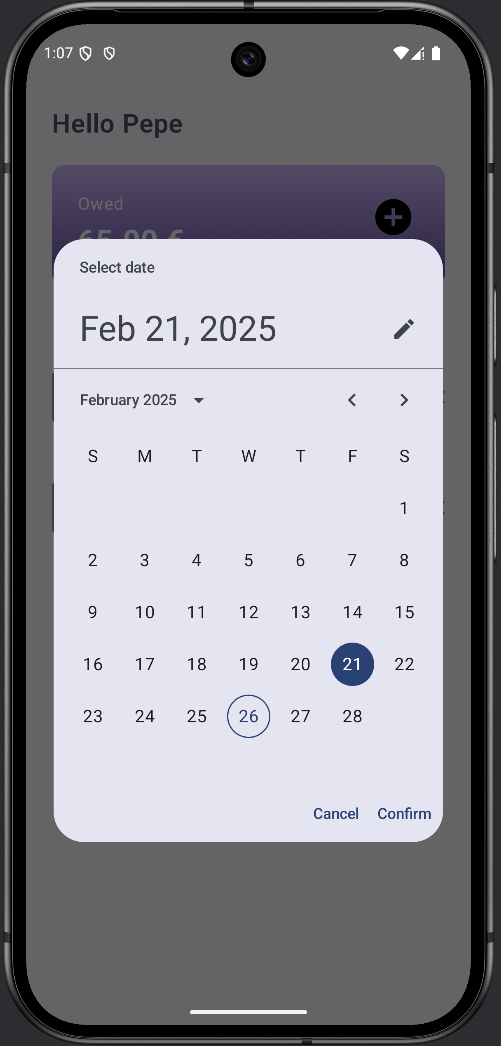 1:07
Hello Pepe
Owed
65,00 €
Select date
Feb 21, 2025
February 2025
S M T W T F S
1
2 3 4 5 6 7 8
9 10 11 12 13 14 15
16 17 18 19 20 21 22
23 24 25 26 27 28
Cancel Confirm